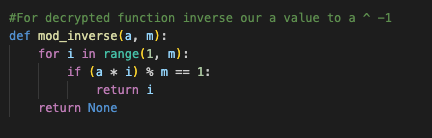 #For decrypted function inverse our a value to a ^ -1
def mod_inverse(a, m):
    for i in range(1, m):
        if (a * i) % m == 1:
            return i
    return None